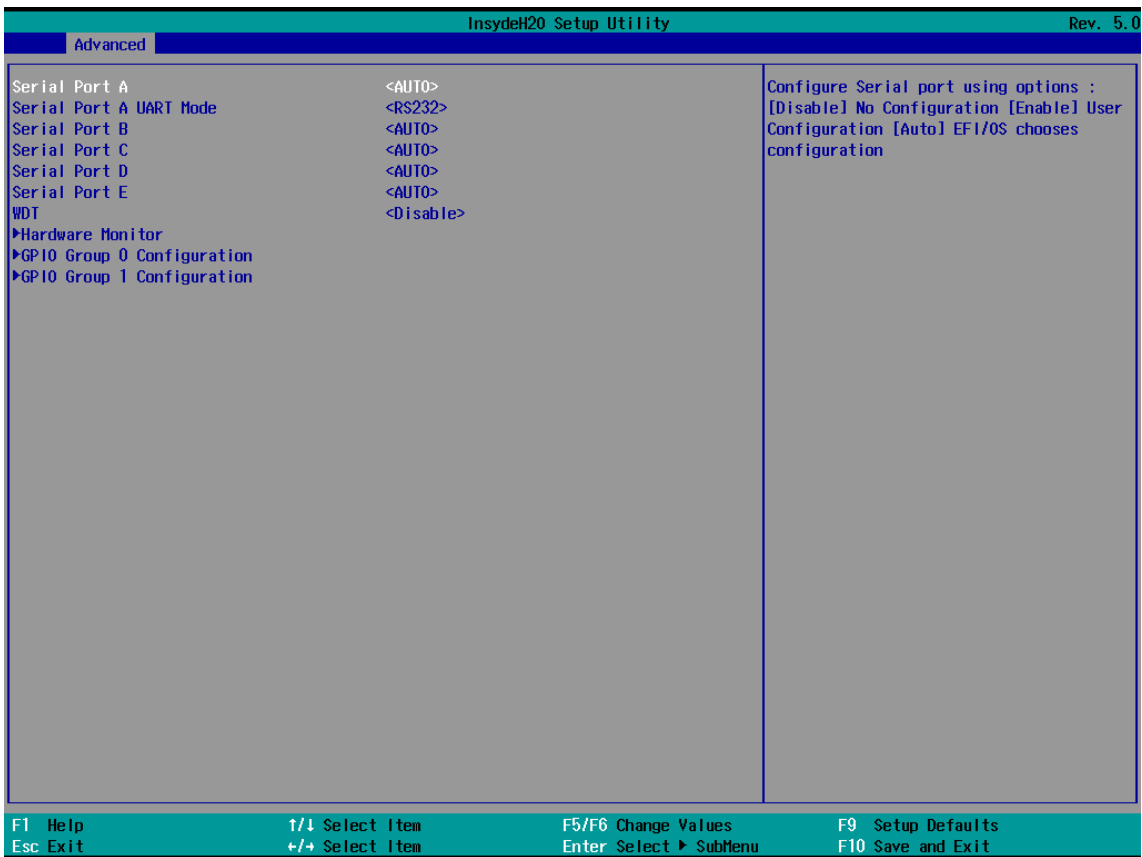 InsydeH20 Setup Utility Rev. 5.0
Advanced
Serial Port A <AUTO>
Serial Port A UART Mode <RS232>
Serial Port B <AUTO>
Serial Port C <AUTO>
Serial Port D <AUTO>
Serial Port E <AUTO>
WDT <Disable>
▶Hardware Monitor
▶GPIO Group 0 Configuration
▶GPIO Group 1 Configuration
Configure Serial port using options :
[Disable] No Configuration [Enable] User
Configuration [Auto] EFI/OS chooses
configuration
F1 Help ↑/↓ Select Item F5/F6 Change Values F9 Setup Defaults
Esc Exit ←/→ Select Item Enter Select ▶ SubMenu F10 Save and Exit